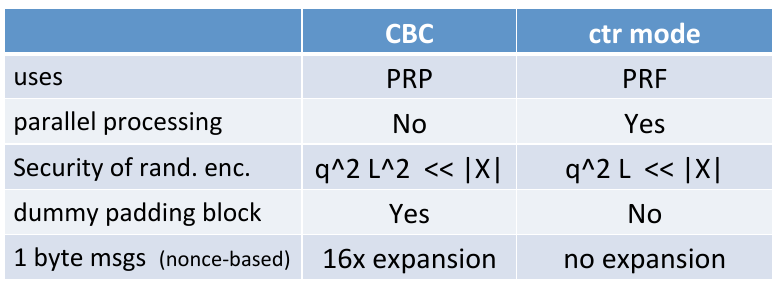 CBC ctr mode
uses PRP PRF
parallel processing No Yes
Security of rand. enc. q^2 L^2 << |X| q^2 L << |X|
dummy padding block Yes No
1 byte msgs (nonce-based) 16x expansion no expansion